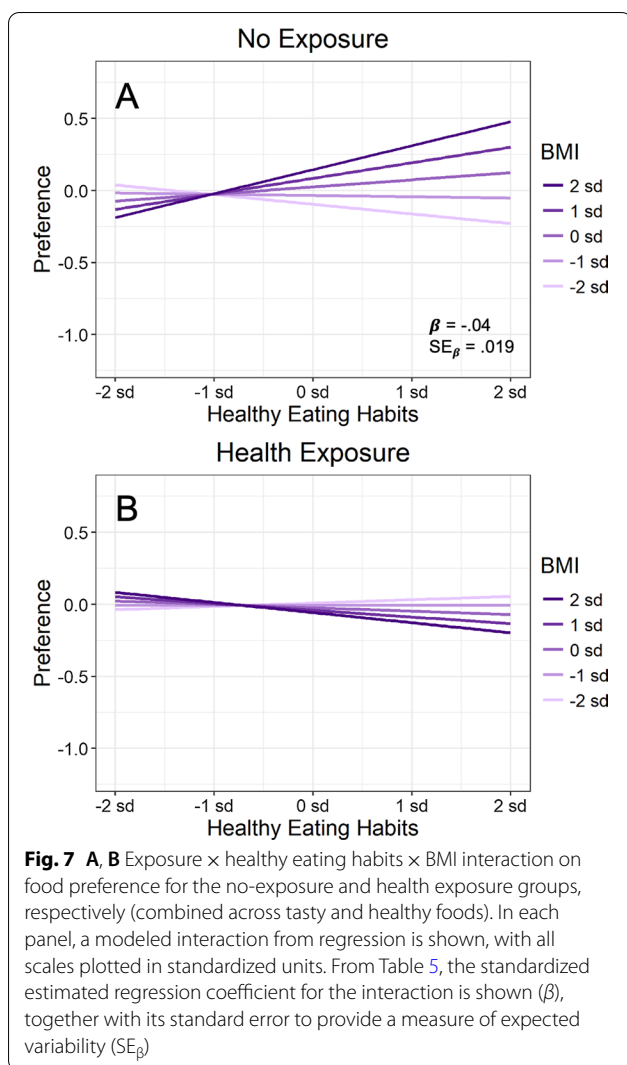 No Exposure
A
0.5
0.0
-0.5
-1.0
Preference
β = -.04
SEβ = .019
-2 sd -1 sd 0 sd 1 sd 2 sd
Healthy Eating Habits
BMI
2 sd
1 sd
0 sd
-1 sd
-2 sd
Health Exposure
B
0.5
0.0
-0.5
-1.0
Preference
-2 sd -1 sd 0 sd 1 sd 2 sd
Healthy Eating Habits
BMI
2 sd
1 sd
0 sd
-1 sd
-2 sd
Fig. 7 A, B Exposure × healthy eating habits × BMI interaction on
food preference for the no-exposure and health exposure groups,
respectively (combined across tasty and healthy foods). In each
panel, a modeled interaction from regression is shown, with all
scales plotted in standardized units. From Table 5, the standardized
estimated regression coefficient for the interaction is shown (β),
together with its standard error to provide a measure of expected
variability (SEβ)